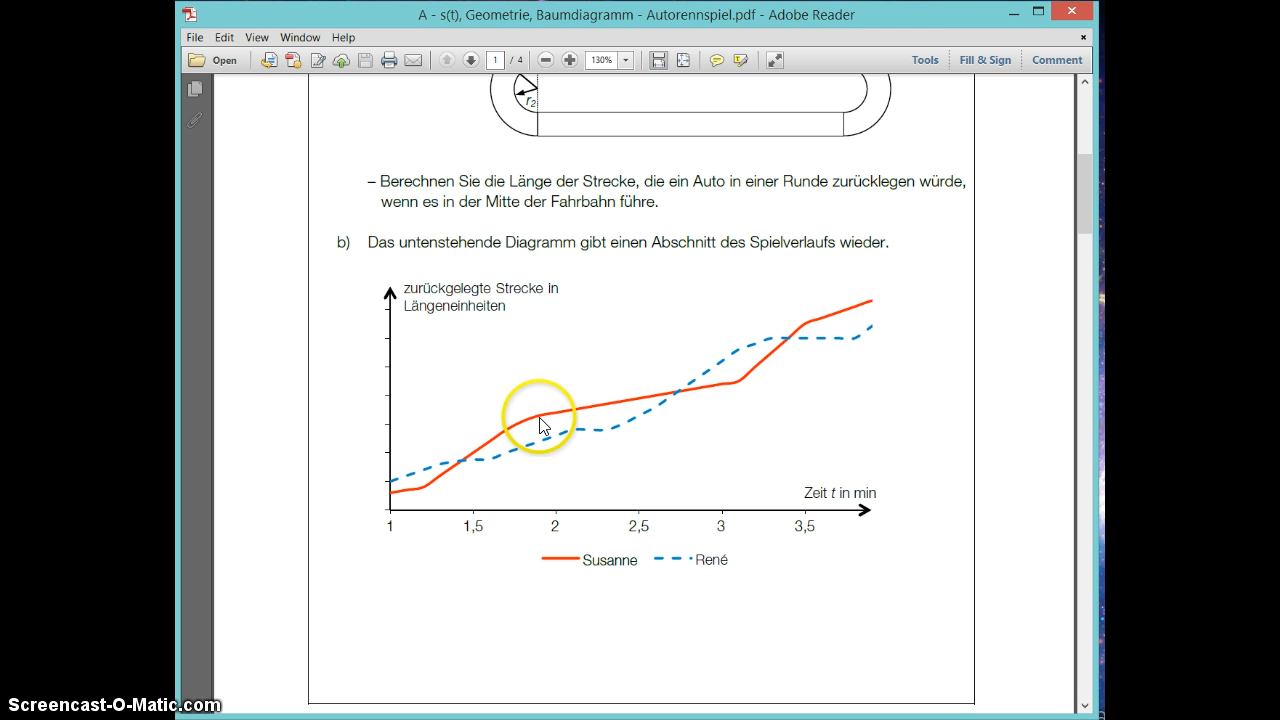 A - s(t), Geometrie, Baumdiagramm - Autorennspiel.pdf - Adobe Reader
File Edit View Window Help
Open 1 / 4 130% Tools Fill & Sign Comment
r2
– Berechnen Sie die Länge der Strecke, die ein Auto in einer Runde zurücklegen würde,
wenn es in der Mitte der Fahrbahn führe.
b) Das untenstehende Diagramm gibt einen Abschnitt des Spielverlaufs wieder.
zurückgelegte Strecke in
Längeneinheiten
Zeit t in min
1 1,5 2 2,5 3 3,5
Susanne René
Screencast-O-Matic.com